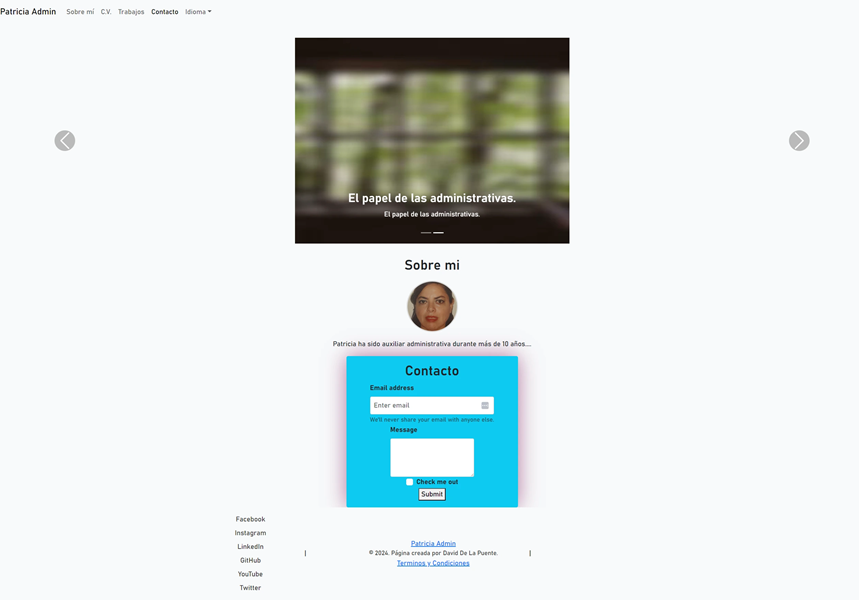 Patricia Admin Sobre mí C.V. Trabajos Contacto Idioma
El papel de las administrativas.
El papel de las administrativas.
Sobre mi
Patricia ha sido auxiliar administrativa durante más de 10 años....
Contacto
Email address
Enter email
We'll never share your email with anyone else.
Message
Check me out
Submit
Facebook
Instagram
LinkedIn
GitHub
YouTube
Twitter
|
Patricia Admin
© 2024. Página creada por David De La Puente.
Terminos y Condiciones
|